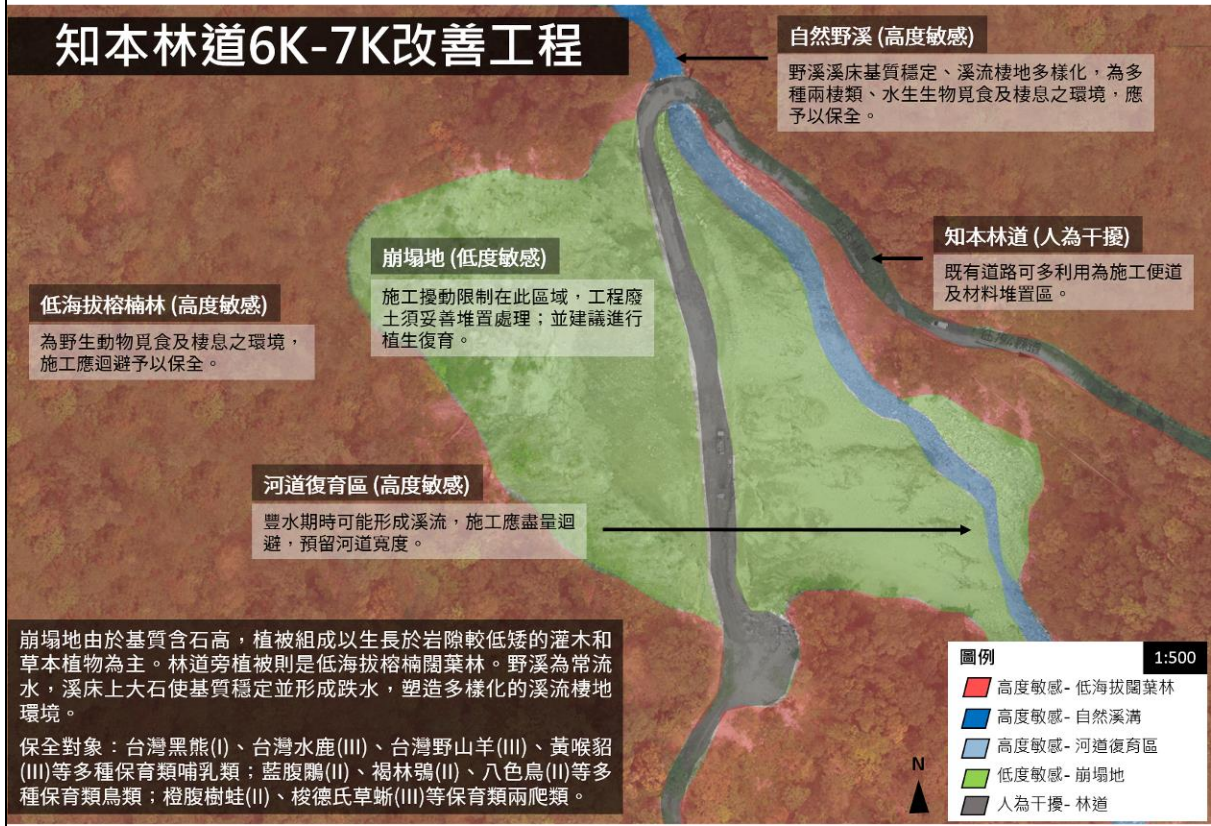 知本林道6K-7K改善工程
自然野溪 (高度敏感)
野溪溪床基質穩定、溪流棲地多樣化，為多
種兩棲類、水生生物覓食及棲息之環境，應
予以保全。
知本林道 (人為干擾)
既有道路可多利用為施工便道
及材料堆置區。
崩塌地 (低度敏感)
施工擾動限制在此區域，工程廢
土須妥善堆置處理；並建議進行
植生復育。
低海拔榕楠林 (高度敏感)
為野生動物覓食及棲息之環境，
施工應迴避予以保全。
河道復育區 (高度敏感)
豐水期時可能形成溪流，施工應盡量迴
避，預留河道寬度。
崩塌地由於基質含石高，植被組成以生長於岩隙較低矮的灌木和
草本植物為主。林道旁植被則是低海拔榕楠闊葉林。野溪為常流
水，溪床上大石使基質穩定並形成跌水，塑造多樣化的溪流棲地
環境。
保全對象：台灣黑熊(I)、台灣水鹿(III)、台灣野山羊(III)、黃喉貂
(III)等多種保育類哺乳類；藍腹鷴(II)、褐林鴞(II)、八色鳥(II)等多
種保育類鳥類；橙腹樹蛙(II)、梭德氏草蜥(III)等保育類兩爬類。
圖例
1:500
高度敏感- 低海拔闊葉林
高度敏感- 自然溪溝
高度敏感- 河道復育區
低度敏感- 崩塌地
人為干擾- 林道
N